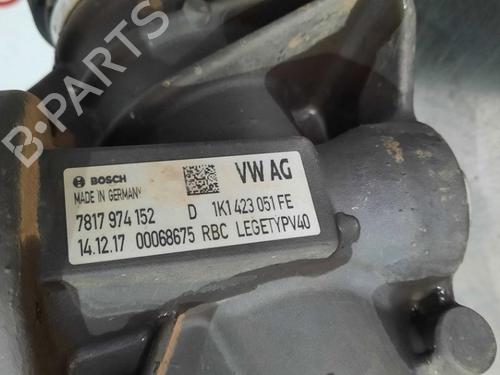 B-PARTS
BOSCH
MADE IN GERMANY
VW AG
7817 974 152 D 1K1 423 051 FE
14.12.17 00068675 RBC LEGETYPV40